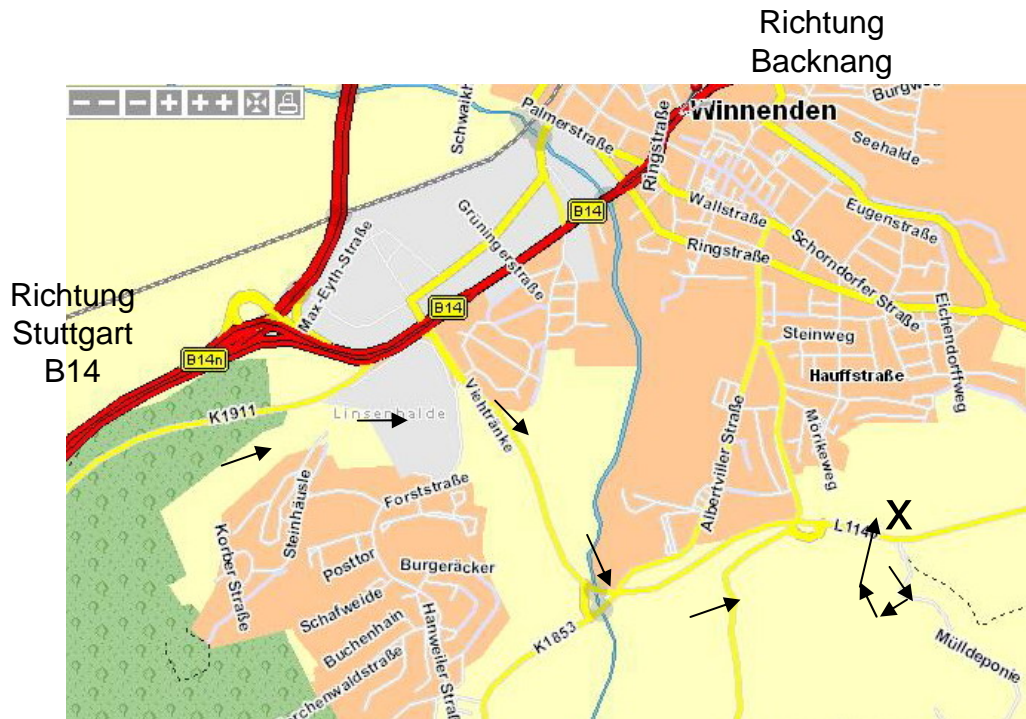 Richtung
Backnang
Winnenden
Burgweg
Schwaikh
Palmerstraße
Ringstraße
Seehalde
B14
Wallstraße
Eugenstraße
Grüningerstraße
Ringstraße
Schorndorfer Straße
Max-Eyth-Straße
Richtung
Stuttgart
B14
B14
Steinweg
Eichendorffweg
B14n
Hauffstraße
K1911
Linsenhalde
Viehtränke
Albertviller Straße
Mörikeweg
Forststraße
Steinhäusle
L1140
X
Korber Straße
Posttor
Burgeräcker
Schafweide
Buchenhain
Hanweiler Straße
K1853
Mülldeponie
erchenwaldstraße